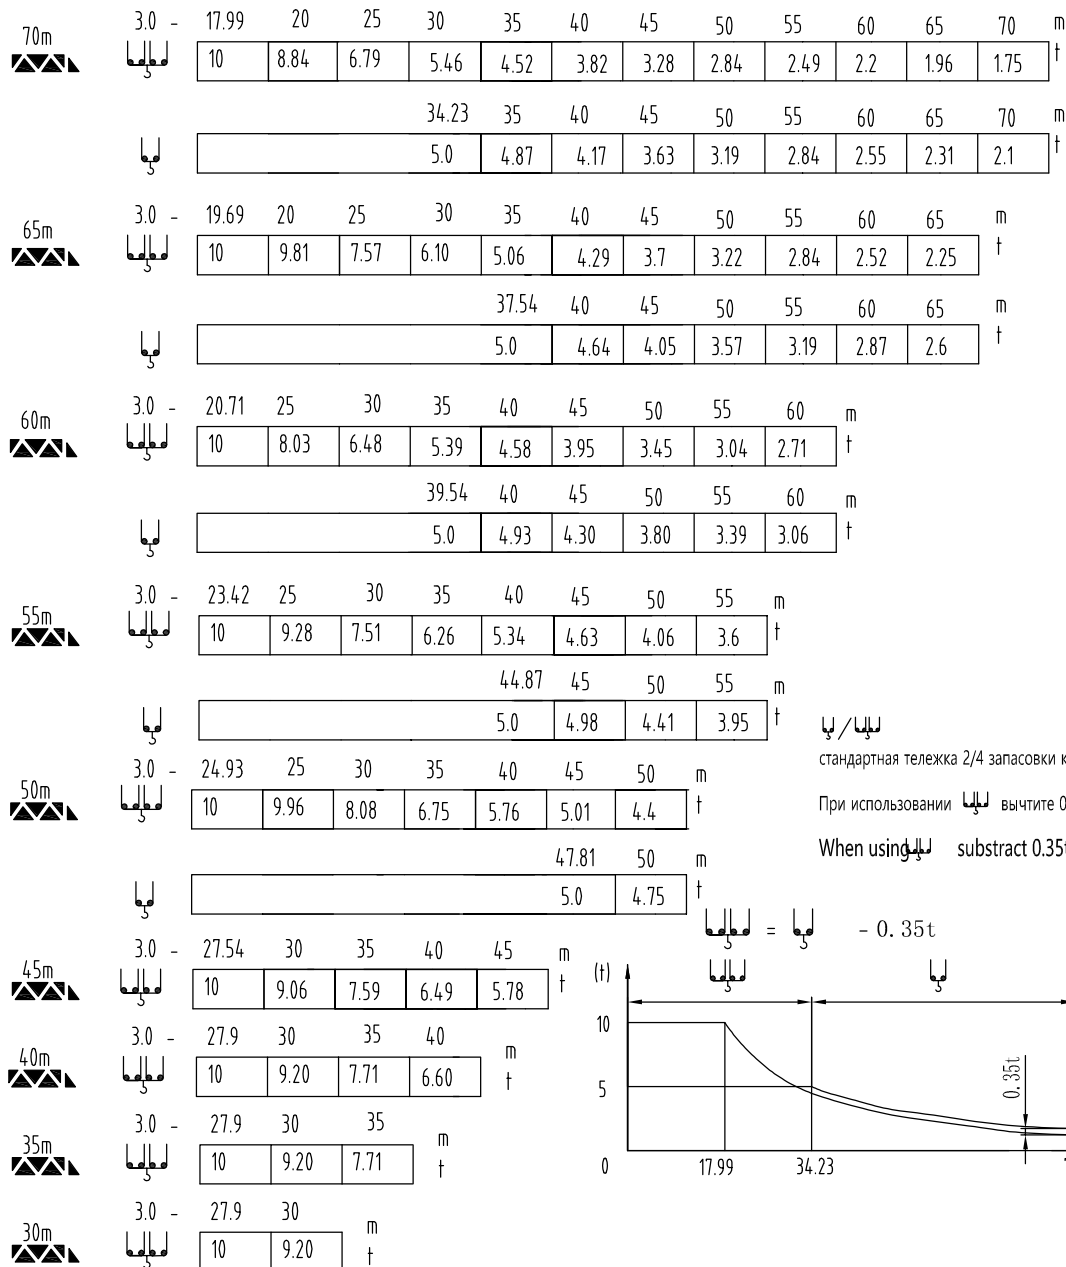 70m 3.0 - 17.99 20 25 30 35 40 45 50 55 60 65 70 m
10 8.84 6.79 5.46 4.52 3.82 3.28 2.84 2.49 2.2 1.96 1.75 t
34.23 35 40 45 50 55 60 65 70 m
5.0 4.87 4.17 3.63 3.19 2.84 2.55 2.31 2.1 t
65m 3.0 - 19.69 20 25 30 35 40 45 50 55 60 65 m
10 9.81 7.57 6.10 5.06 4.29 3.7 3.22 2.84 2.52 2.25 t
37.54 40 45 50 55 60 65 m
5.0 4.64 4.05 3.57 3.19 2.87 2.6 t
60m 3.0 - 20.71 25 30 35 40 45 50 55 60 m
10 8.03 6.48 5.39 4.58 3.95 3.45 3.04 2.71 t
39.54 40 45 50 55 60 m
5.0 4.93 4.30 3.80 3.39 3.06 t
55m 3.0 - 23.42 25 30 35 40 45 50 55 m
10 9.28 7.51 6.26 5.34 4.63 4.06 3.6 t
44.87 45 50 55 m
5.0 4.98 4.41 3.95 t
50m 3.0 - 24.93 25 30 35 40 45 50 m
10 9.96 8.08 6.75 5.76 5.01 4.4 t
47.81 50 m
5.0 4.75 t
45m 3.0 - 27.54 30 35 40 45 m
10 9.06 7.59 6.49 5.78 t
40m 3.0 - 27.9 30 35 40 m
10 9.20 7.71 6.60 t
35m 3.0 - 27.9 30 35 m
10 9.20 7.71 t
30m 3.0 - 27.9 30 m
10 9.20 t
/
стандартная тележка 2/4 запасовки
При использовании вычтите 0
When using substract 0.35t
= - 0.35t
(t)
10
5
0.35t
0 17.99 34.23